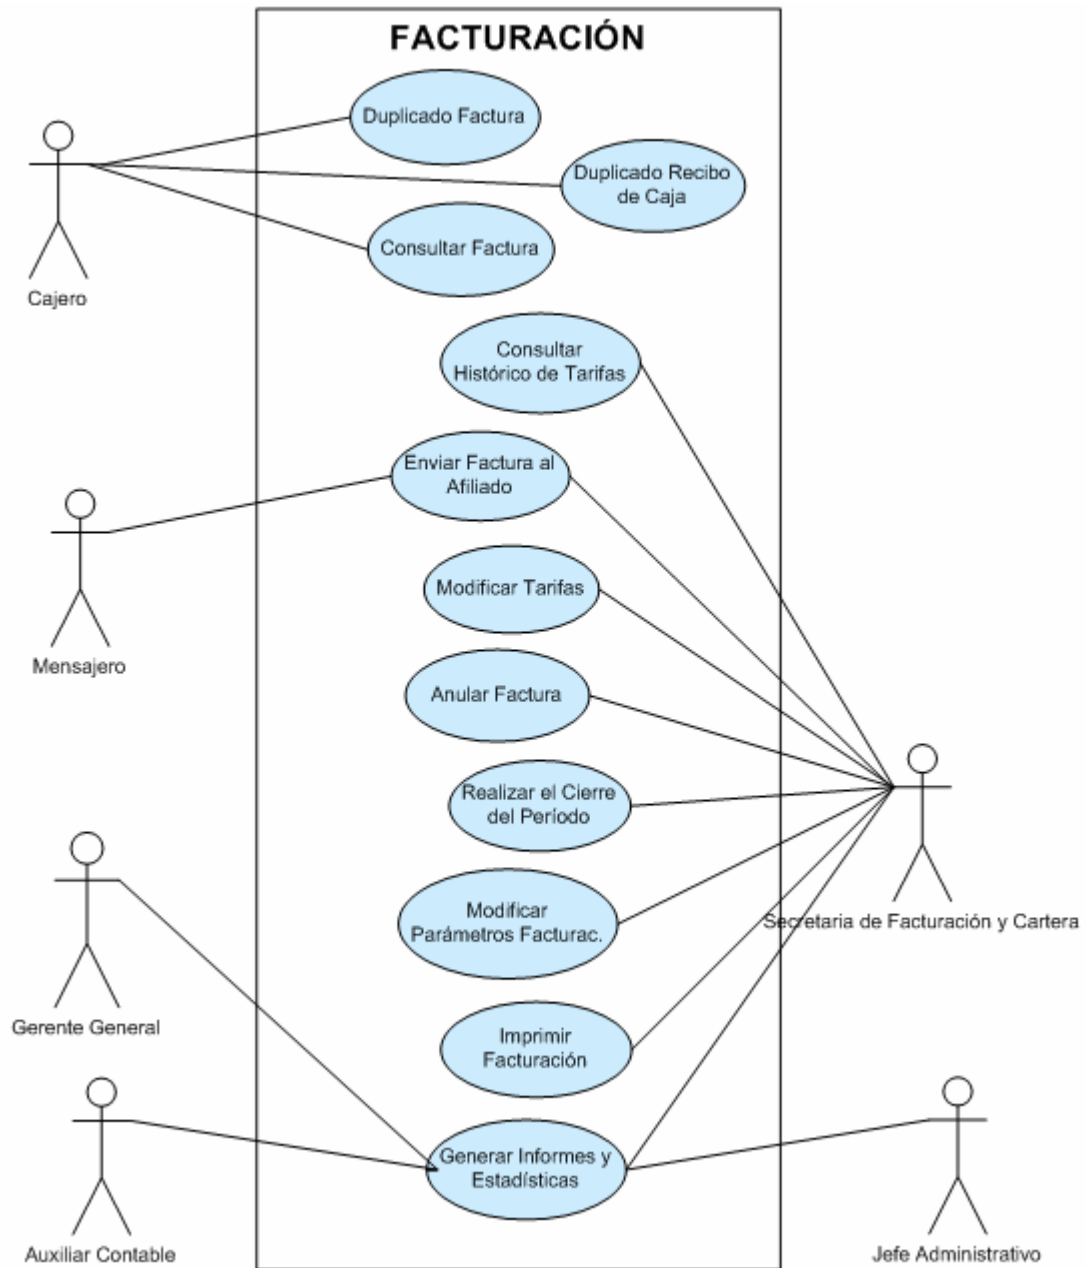 FACTURACIÓN
Duplicado Factura
Duplicado Recibo
de Caja
Consultar Factura
Cajero
Consultar
Histórico de Tarifas
Enviar Factura al
Afiliado
Mensajero
Modificar Tarifas
Anular Factura
Realizar el Cierre
del Período
Secretaria de Facturación y Cartera
Modificar
Parámetros Facturac.
Gerente General
Imprimir
Facturación
Generar Informes y
Estadísticas
Auxiliar Contable
Jefe Administrativo